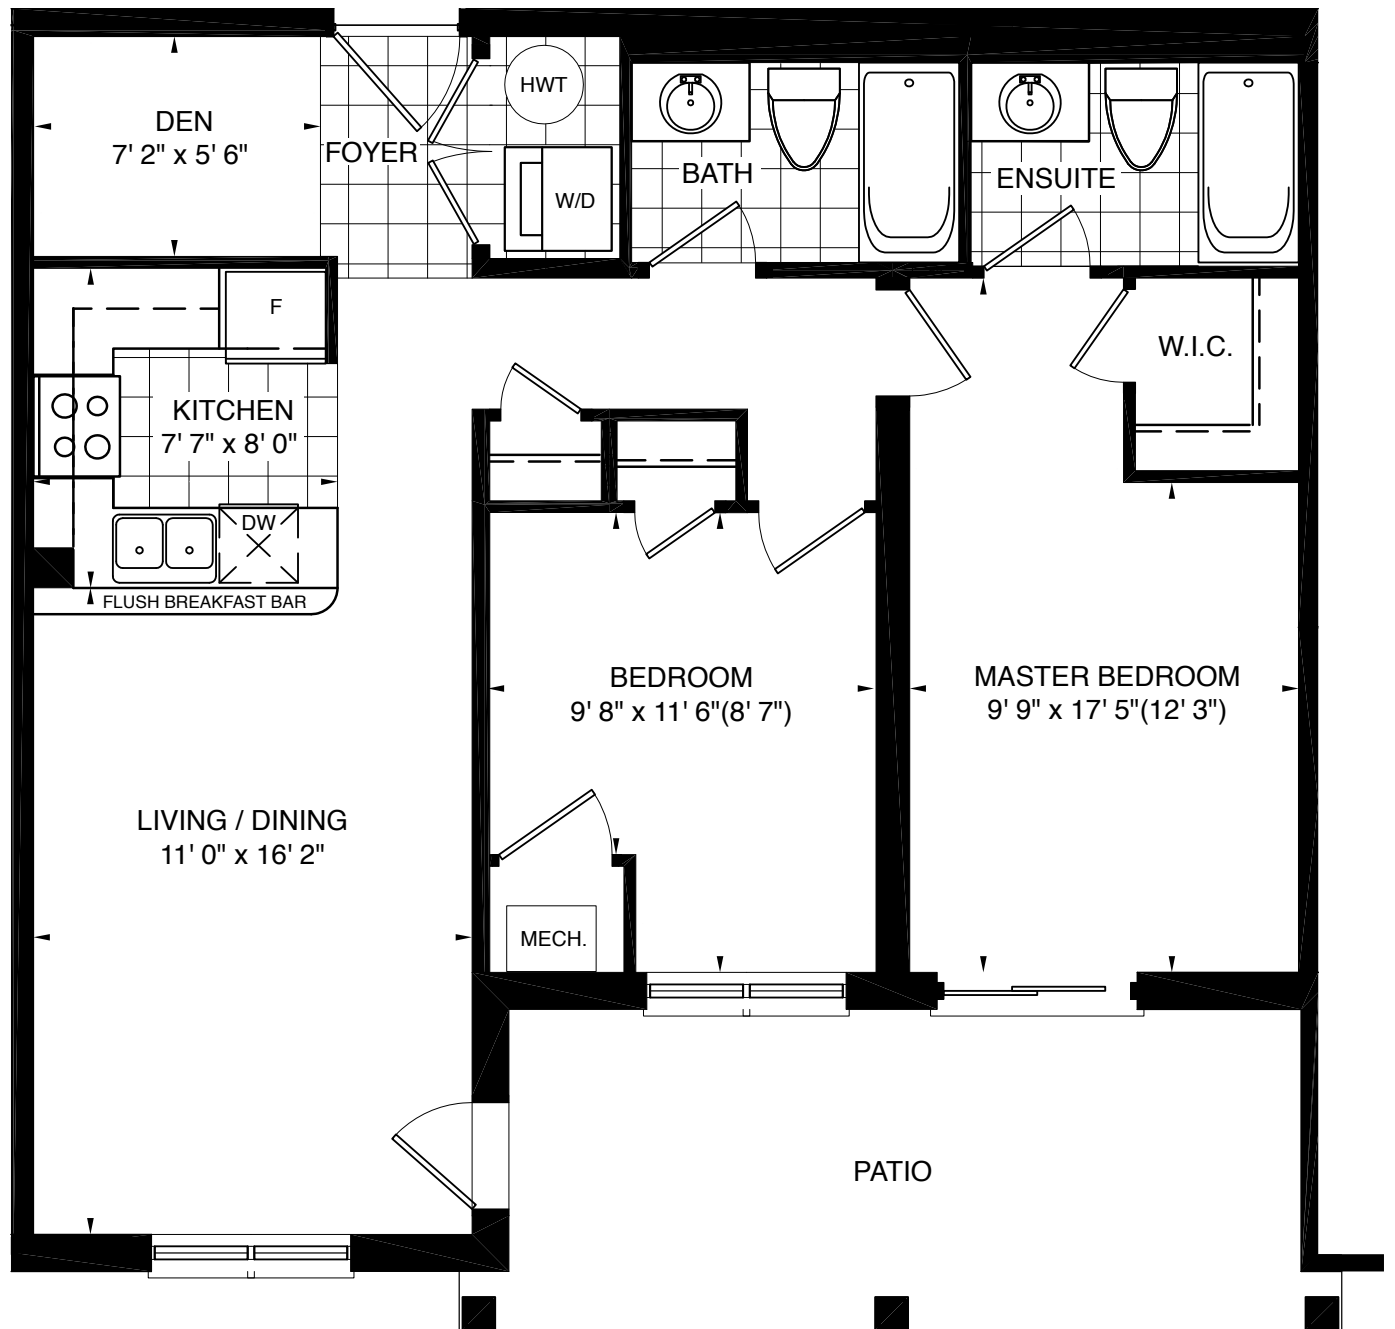 DEN
7' 2" x 5' 6"
FOYER
HWT
W/D
BATH
ENSUITE
F
W.I.C.
KITCHEN
7' 7" x 8' 0"
DW
FLUSH BREAKFAST BAR
BEDROOM
9' 8" x 11' 6"(8' 7")
MASTER BEDROOM
9' 9" x 17' 5"(12' 3")
LIVING / DINING
11' 0" x 16' 2"
MECH.
PATIO